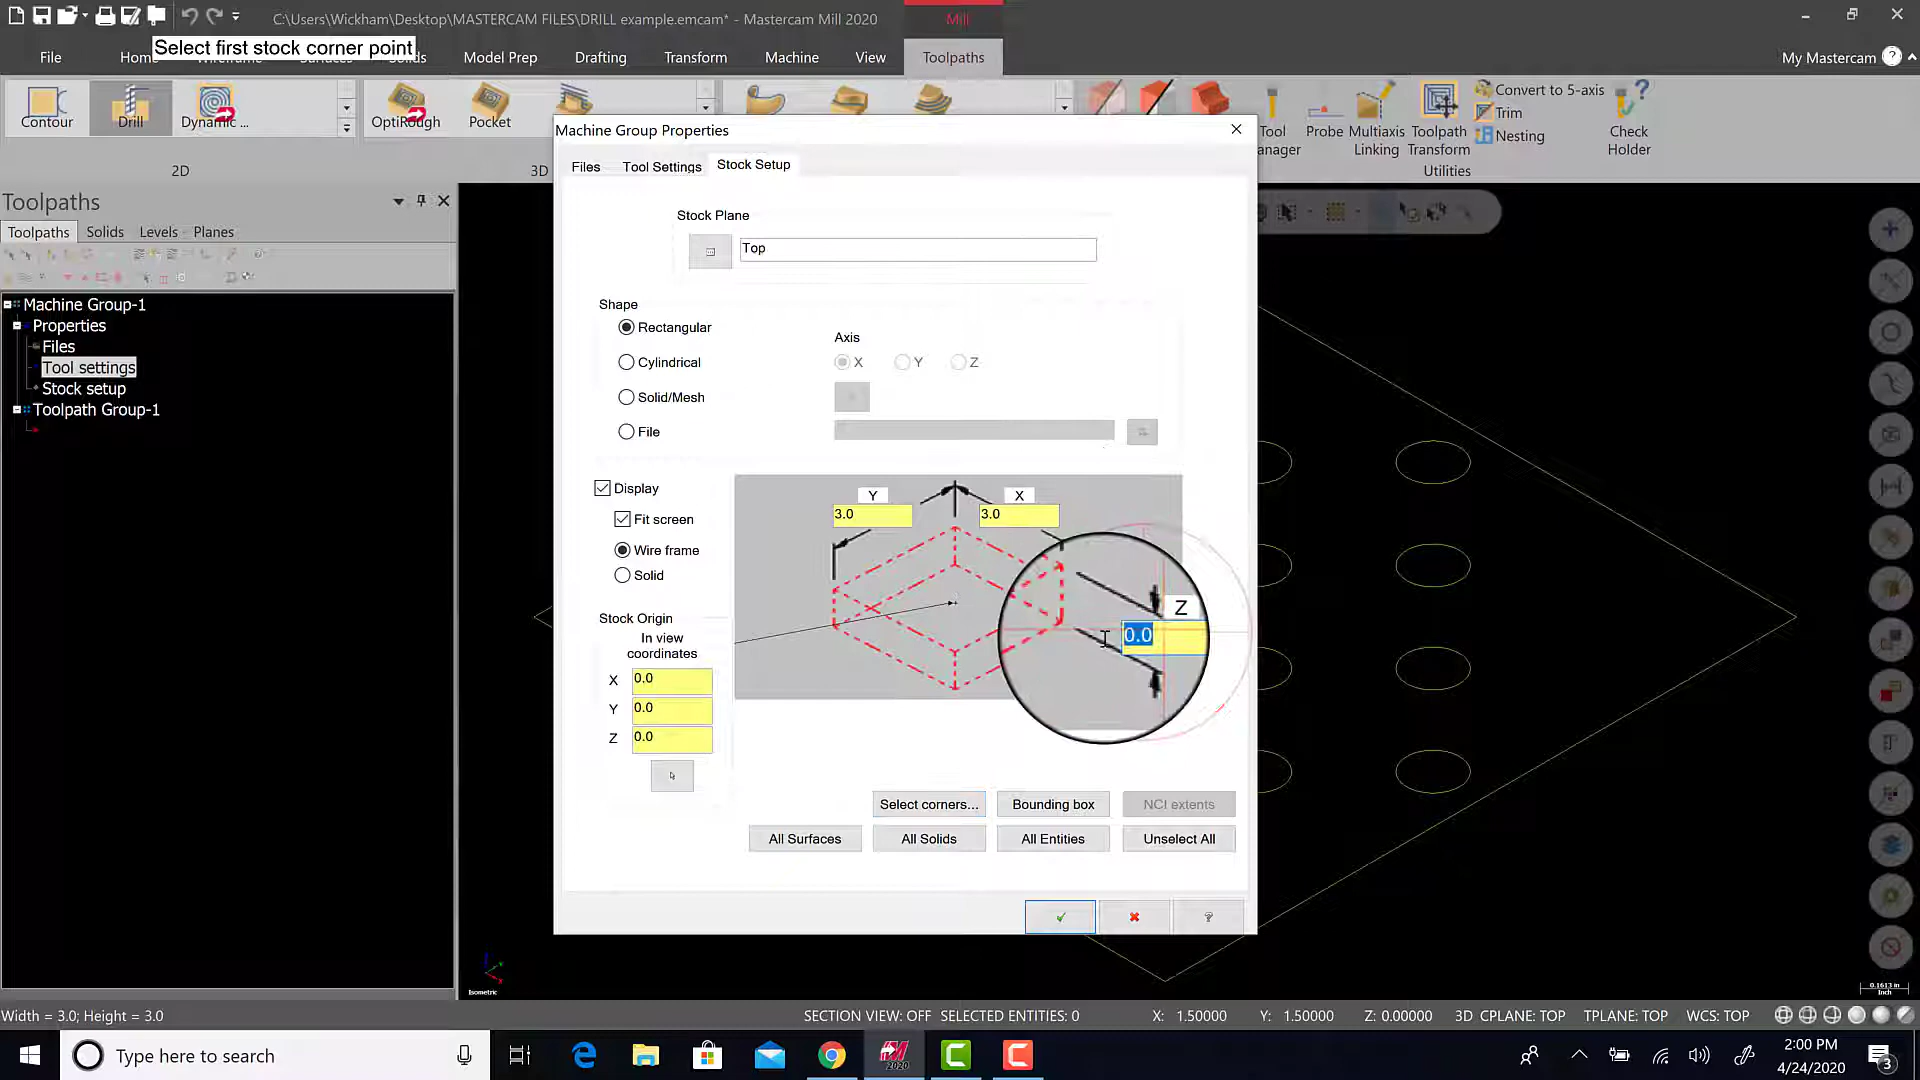 C:\Users\Wickham\Desktop\MASTERCAM FILES\DRILL example.emcam* - Mastercam Mill 2020
Mill
Select first stock corner point
File
Model Prep
Drafting
Transform
Machine
View
Toolpaths
My Mastercam
Contour
Drill
Dynamic ...
OptiRough
Pocket
Tool
Probe
Multiaxis
Linking
Toolpath
Transform
Convert to 5-axis
Trim
Nesting
Check
Holder
2D
3D
Utilities
Toolpaths
Toolpaths
Solids
Levels
Planes
Machine Group-1
Properties
Files
Tool settings
Stock setup
Toolpath Group-1
Machine Group Properties
Files
Tool Settings
Stock Setup
Stock Plane
Top
Shape
Rectangular
Cylindrical
Solid/Mesh
File
Axis
X
Y
Z
Display
Fit screen
Wire frame
Solid
Y
3.0
X
3.0
Z
0.0
Stock Origin
In view
coordinates
X
0.0
Y
0.0
Z
0.0
Select corners...
Bounding box
NCI extents
All Surfaces
All Solids
All Entities
Unselect All
Isometric
0.1613 in
Inch
Width = 3.0; Height = 3.0
SECTION VIEW: OFF
SELECTED ENTITIES: 0
X: 1.50000
Y: 1.50000
Z: 0.00000
3D
CPLANE: TOP
TPLANE: TOP
WCS: TOP
Type here to search
2020
2:00 PM
4/24/2020
3